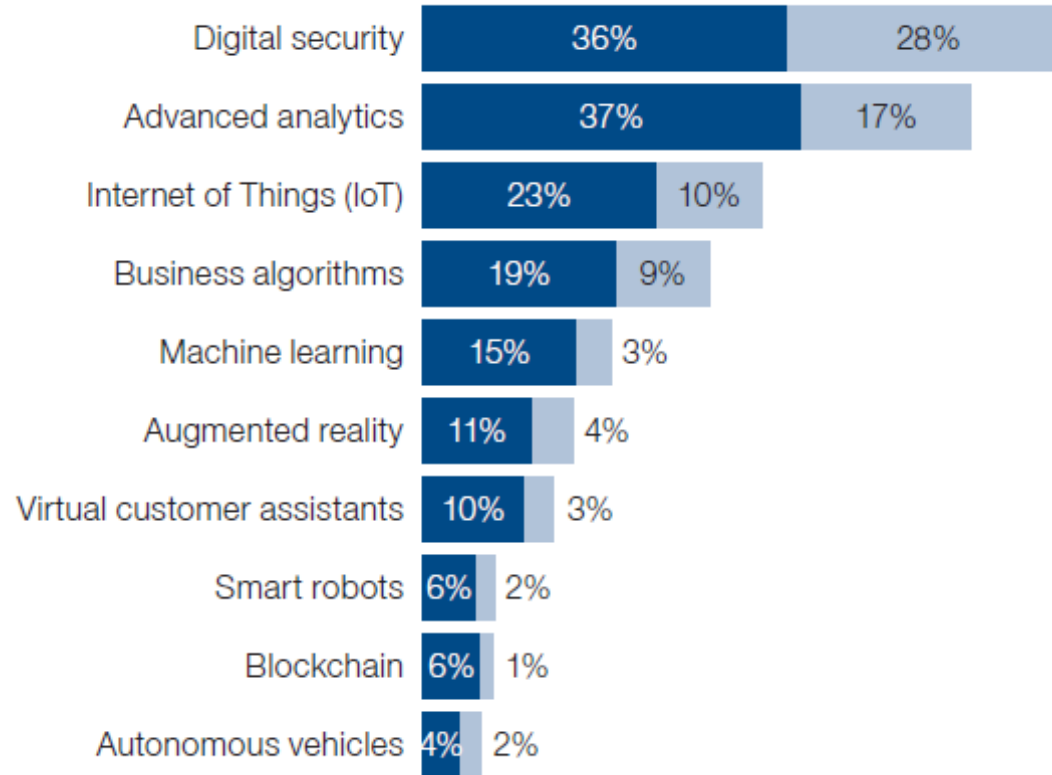 Digital security 36% 28%
Advanced analytics 37% 17%
Internet of Things (IoT) 23% 10%
Business algorithms 19% 9%
Machine learning 15% 3%
Augmented reality 11% 4%
Virtual customer assistants 10% 3%
Smart robots 6% 2%
Blockchain 6% 1%
Autonomous vehicles 4% 2%